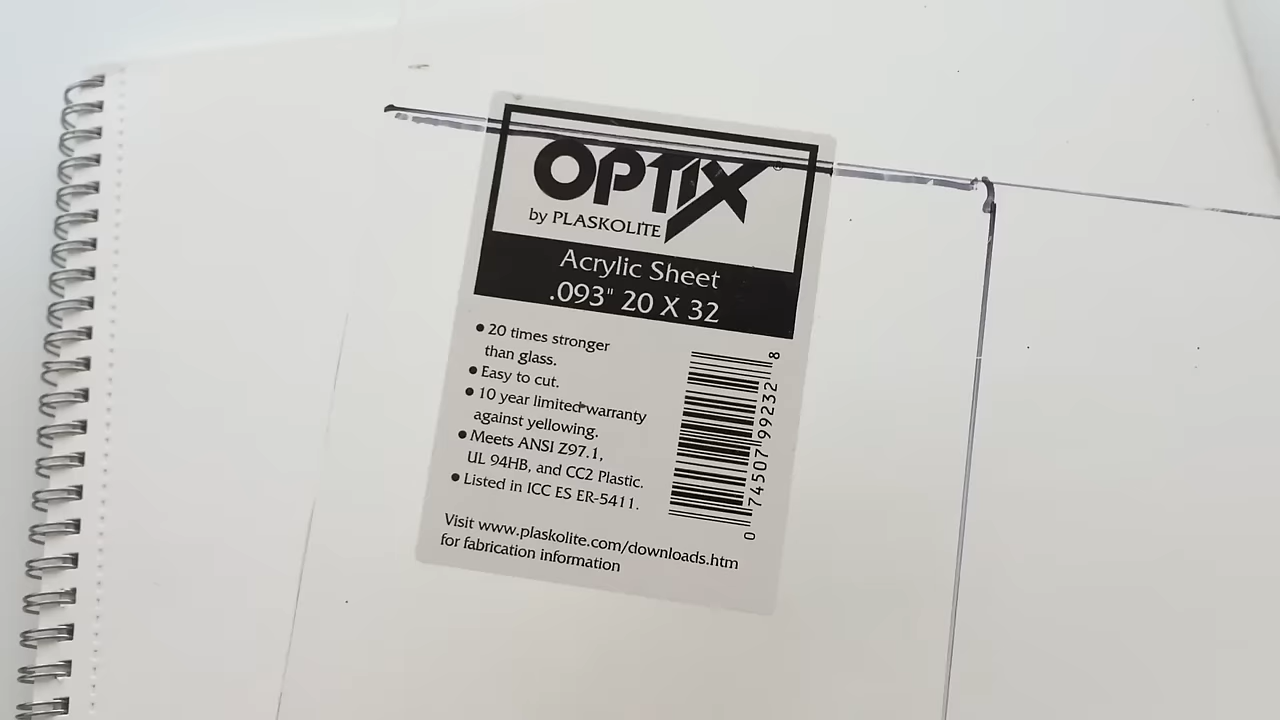 OPTIX®
by PLASKOLITE
Acrylic Sheet
.093" 20 X 32
• 20 times stronger
than glass.
• Easy to cut.
• 10 year limited warranty
against yellowing.
• Meets ANSI Z97.1,
UL 94HB, and CC2 Plastic.
• Listed in ICC ES ER-5411.
0 74507 99232 8
Visit www.plaskolite.com/downloads.htm
for fabrication information